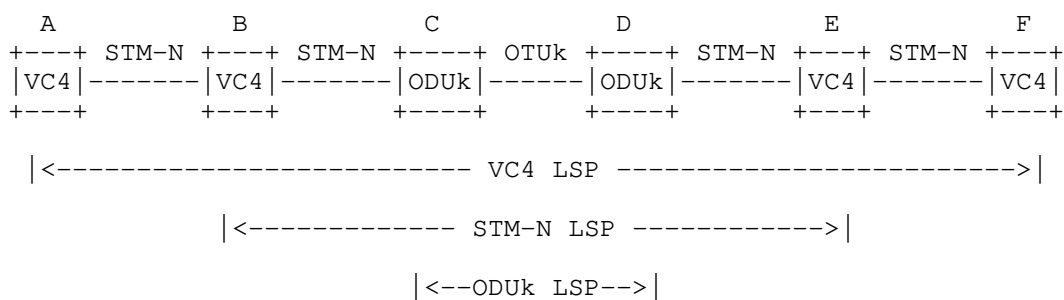 A            B            C            D            E            F
    +---+  STM-N +---+  STM-N +----+  OTUk +----+  STM-N +---+  STM-N +---+
    |VC4|-------|VC4|-------|ODUk|------|ODUk|-------|VC4|-------|VC4|
    +---+        +---+        +----+       +----+        +---+        +---+
     |<--------------------------- VC4 LSP ------------------------->|
                 |<------------- STM-N LSP ------------>|
                             |<--ODUk LSP-->|